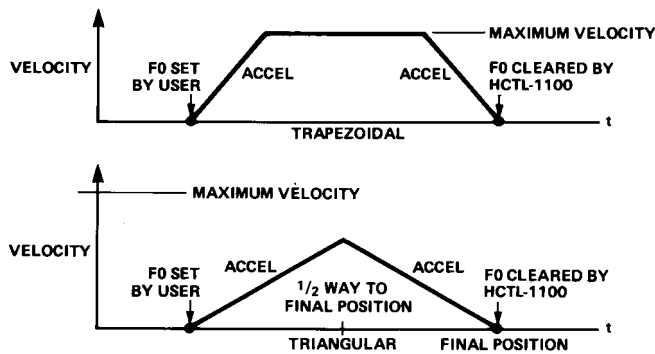 MAXIMUM VELOCITY
VELOCITY
F0 SET
BY USER
ACCEL
ACCEL
F0 CLEARED BY
HCTL-1100
t
TRAPEZOIDAL
MAXIMUM VELOCITY
VELOCITY
F0 SET
BY USER
ACCEL
1/2 WAY TO
FINAL POSITION
ACCEL
F0 CLEARED BY
HCTL-1100
t
TRIANGULAR
FINAL POSITION